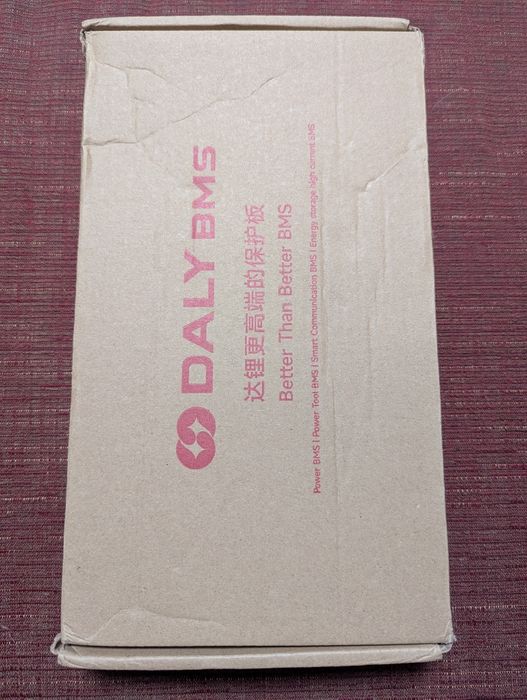 DALY BMS
达锂更高端的保护板
Better Than Better BMS
Power BMS | Power Tool BMS | Smart Communication BMS | Energy storage high current BMS